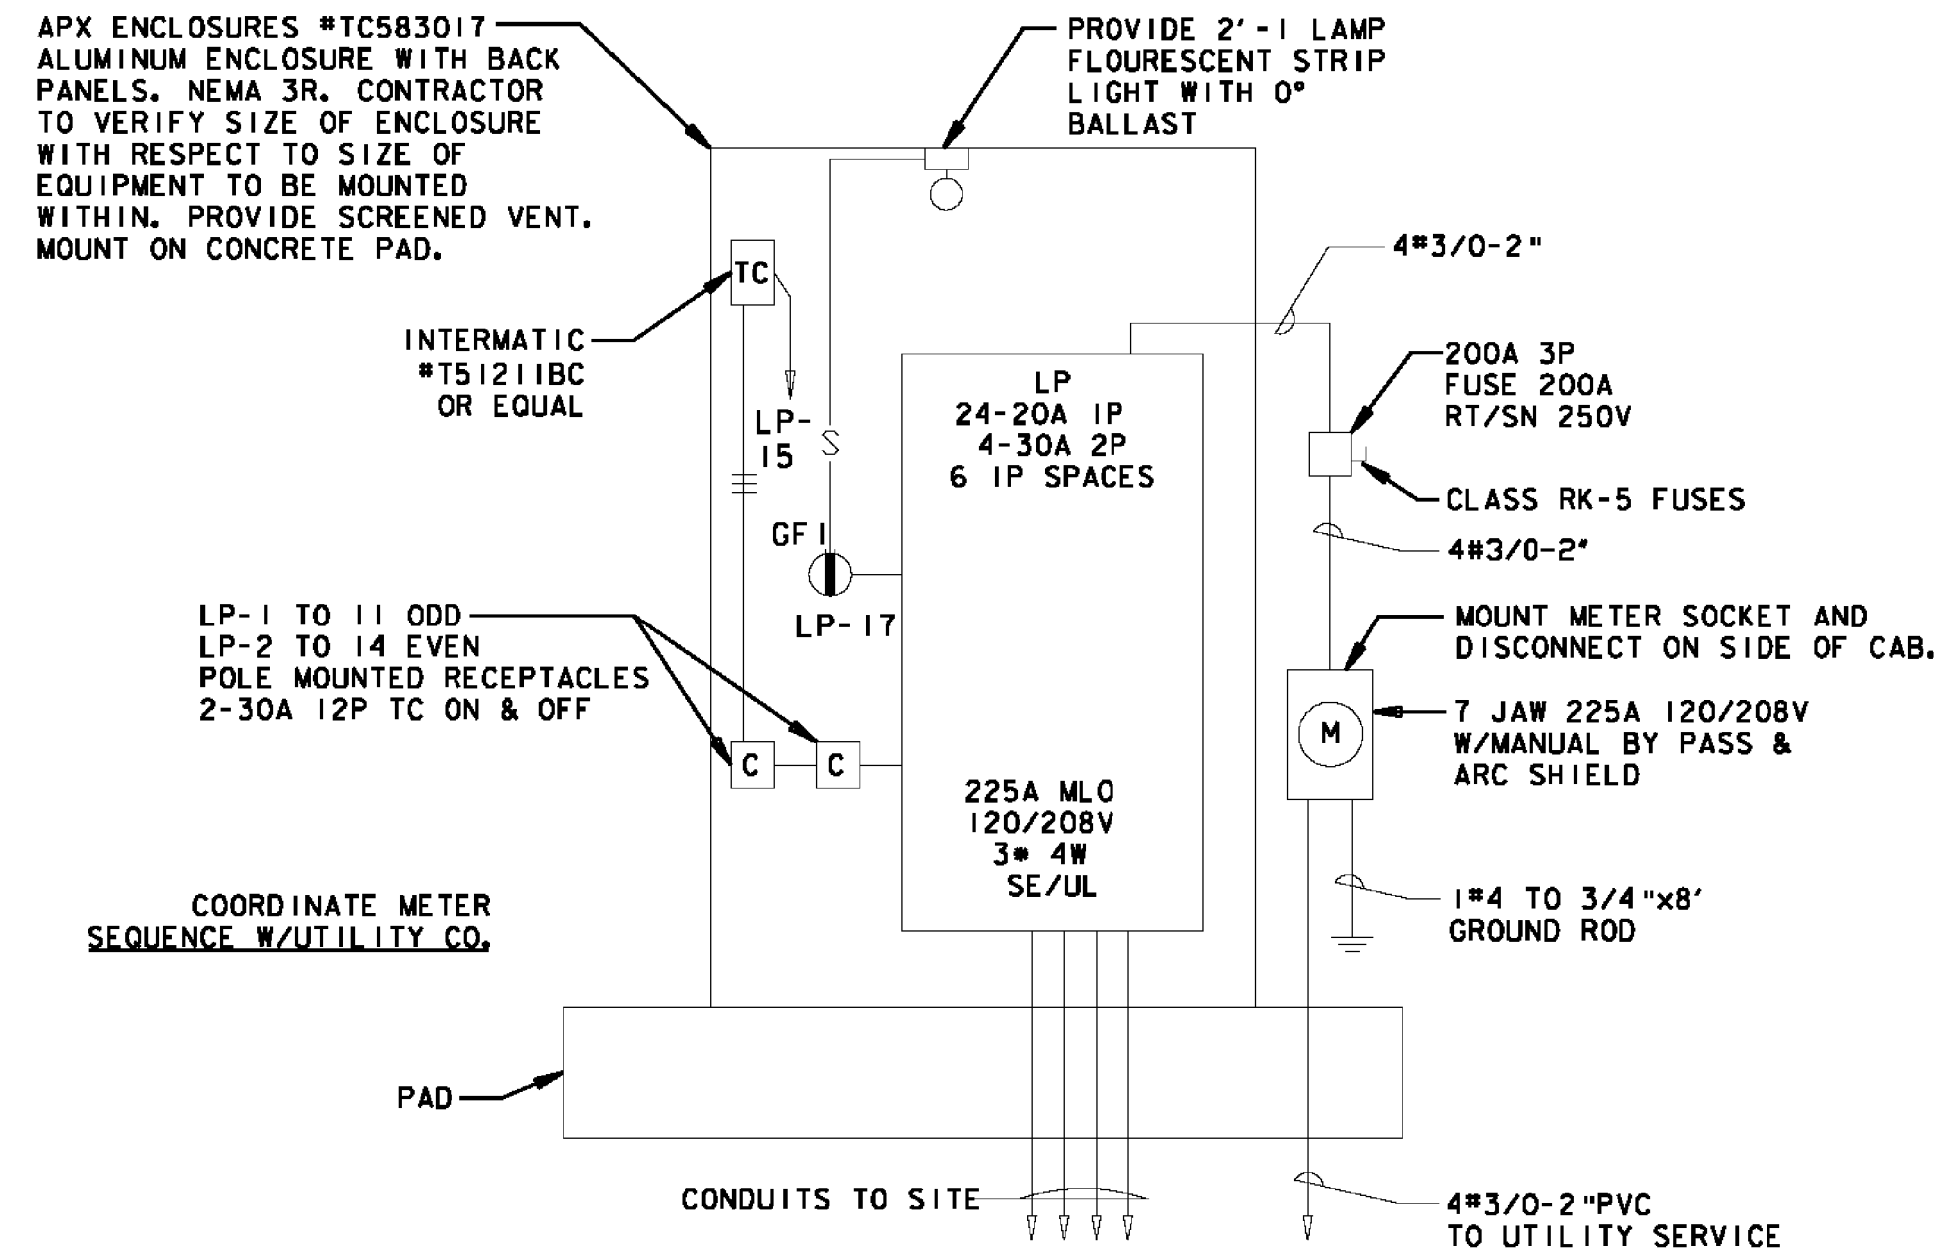 APX ENCLOSURES #TC583017
ALUMINUM ENCLOSURE WITH BACK
PANELS. NEMA 3R. CONTRACTOR
TO VERIFY SIZE OF ENCLOSURE
WITH RESPECT TO SIZE OF
EQUIPMENT TO BE MOUNTED
WITHIN. PROVIDE SCREENED VENT.
MOUNT ON CONCRETE PAD.
PROVIDE 2'-1 LAMP
FLOURESCENT STRIP
LIGHT WITH 0°
BALLAST
4#3/0-2"
TC
INTERMATIC
#T51211BC
OR EQUAL
LP-
15
S
LP
24-20A 1P
4-30A 2P
6 1P SPACES
200A 3P
FUSE 200A
RT/SN 250V
CLASS RK-5 FUSES
4#3/0-2"
GFI
LP-17
LP-1 TO 11 ODD
LP-2 TO 14 EVEN
POLE MOUNTED RECEPTACLES
2-30A 12P TC ON & OFF
MOUNT METER SOCKET AND
DISCONNECT ON SIDE OF CAB.
M
7 JAW 225A 120/208V
W/MANUAL BY PASS &
ARC SHIELD
C
C
225A MLO
120/208V
3* 4W
SE/UL
COORDINATE METER
SEQUENCE W/UTILITY CO.
1#4 TO 3/4"x8'
GROUND ROD
PAD
CONDUITS TO SITE
4#3/0-2"PVC
TO UTILITY SERVICE